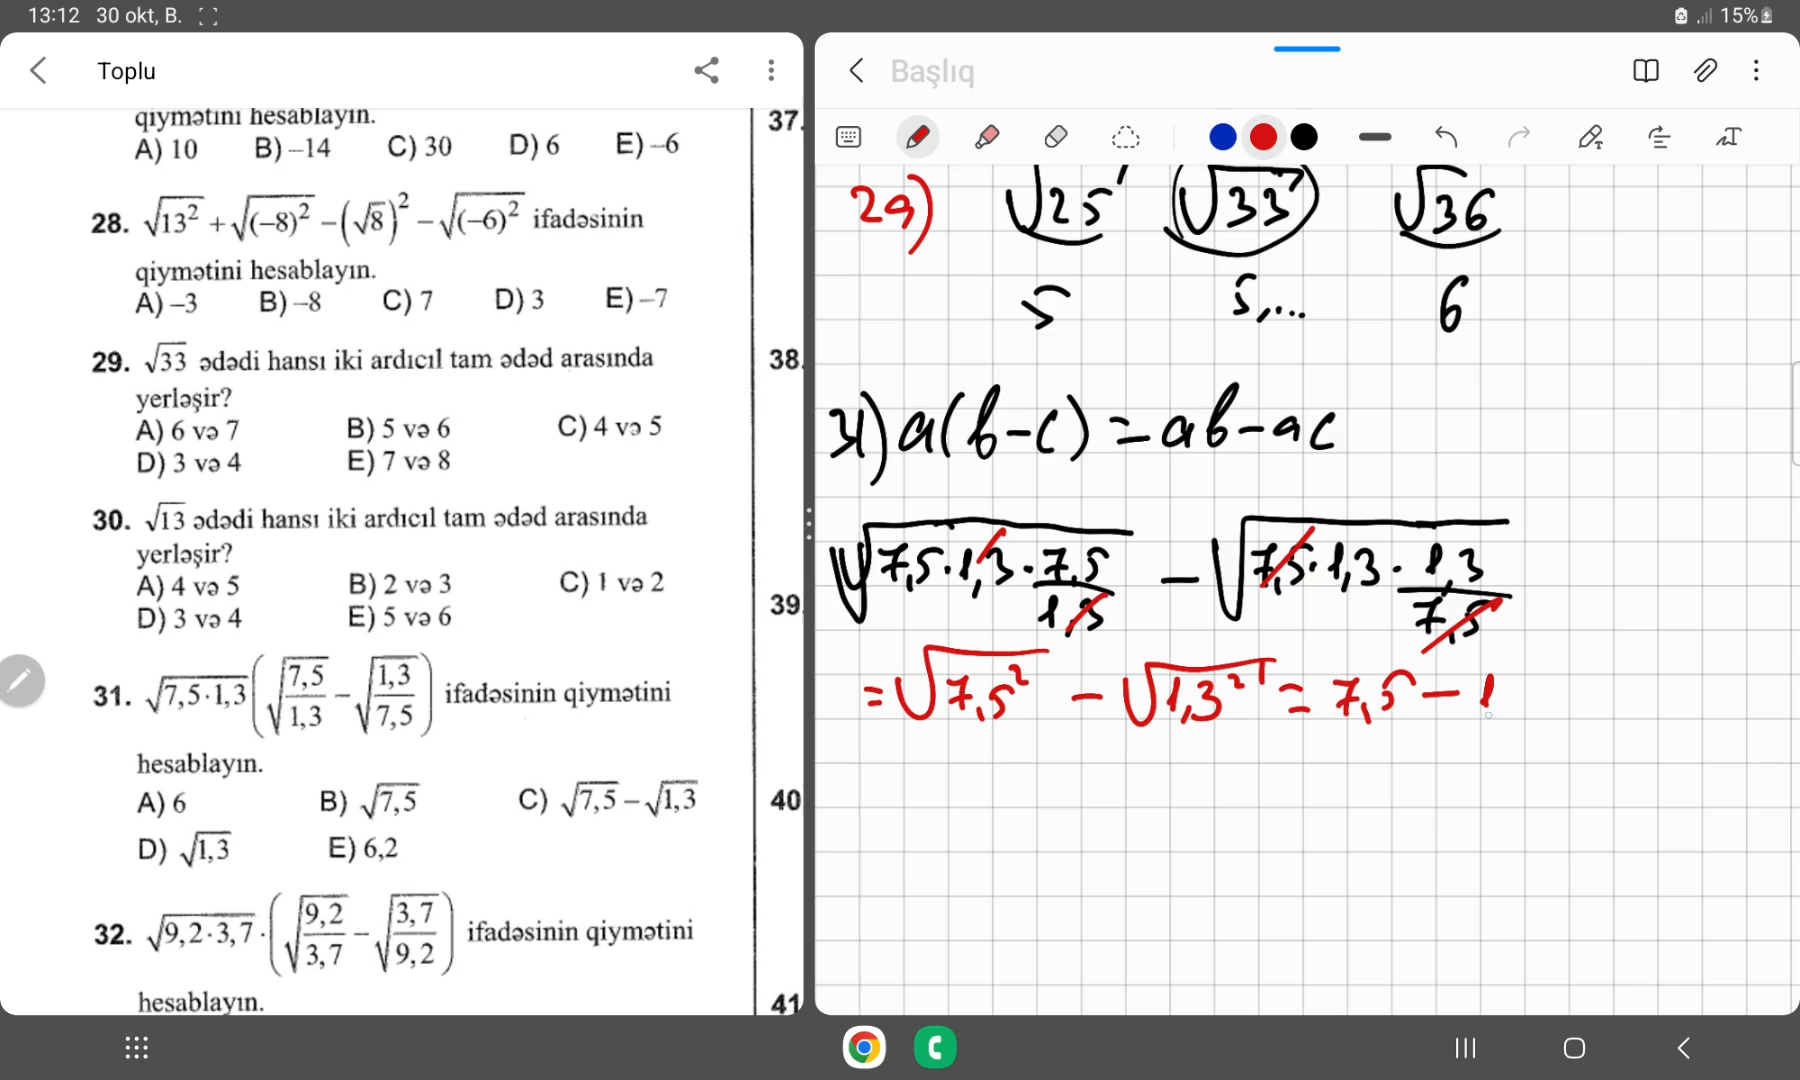 13:12 30 okt, B.
15%
Toplu
qiymətini hesablayın.
A) 10 B) –14 C) 30 D) 6 E) –6
28. √13² + √(–8)² – (√8)² – √(–6)² ifadəsinin
qiymətini hesablayın.
A) –3 B) –8 C) 7 D) 3 E) –7
29. √33 ədədi hansı iki ardıcıl tam ədəd arasında
yerləşir?
A) 6 və 7 B) 5 və 6 C) 4 və 5
D) 3 və 4 E) 7 və 8
30. √13 ədədi hansı iki ardıcıl tam ədəd arasında
yerləşir?
A) 4 və 5 B) 2 və 3 C) 1 və 2
D) 3 və 4 E) 5 və 6
31. √7,5·1,3 (√7,5/1,3 – √1,3/7,5) ifadəsinin qiymətini
hesablayın.
A) 6 B) √7,5 C) √7,5 – √1,3
D) √1,3 E) 6,2
32. √9,2·3,7 · (√9,2/3,7 – √3,7/9,2) ifadəsinin qiymətini
hesablayın.
37.
38.
39.
40
41
Başlıq
29) √25 (√33) √36
5 5,... 6
31) a(b–c) = ab–ac
√7,5·1,3·7,5/1,3 – √7,5·1,3·1,3/7,5
= √7,5² – √1,3² = 7,5 – 1